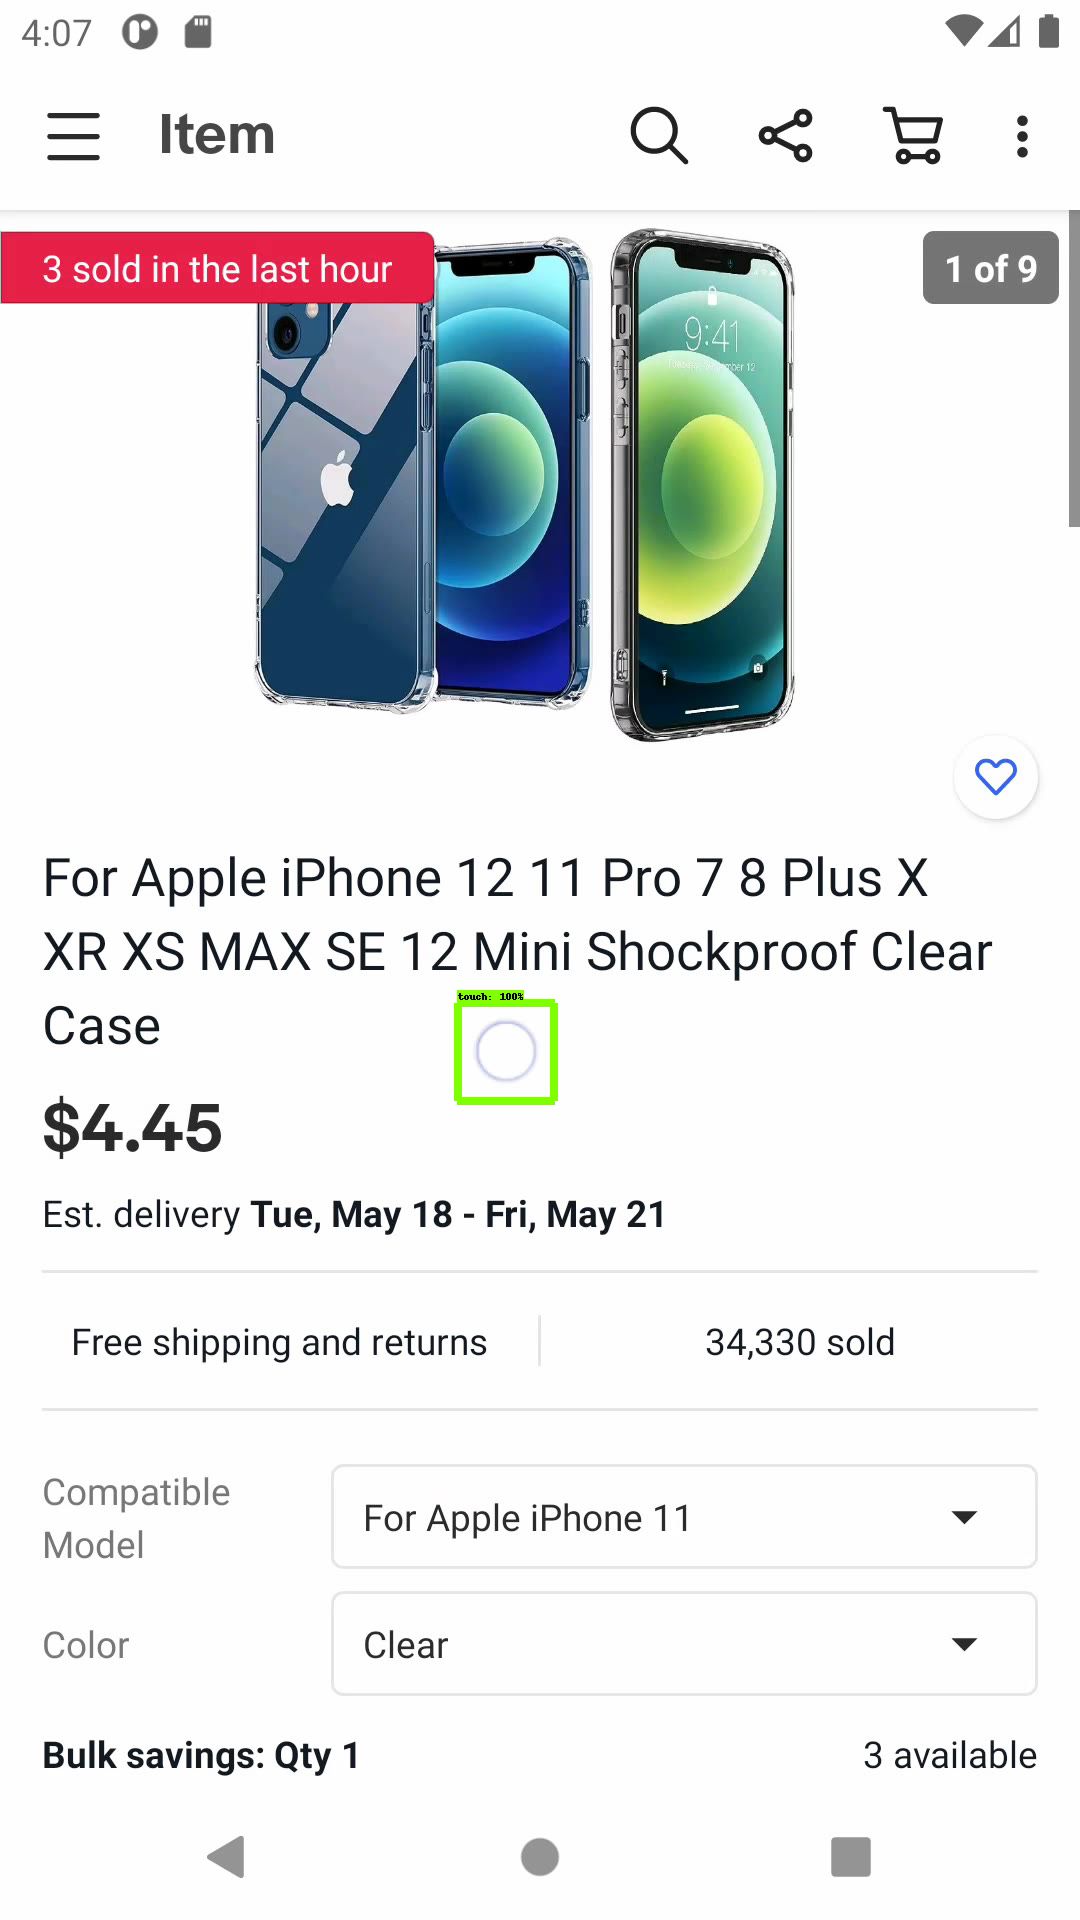 4:07
Item
3 sold in the last hour
1 of 9
9:41
For Apple iPhone 12 11 Pro 7 8 Plus X
XR XS MAX SE 12 Mini Shockproof Clear
Case
touch: 100%
$4.45
Est. delivery Tue, May 18 - Fri, May 21
Free shipping and returns
34,330 sold
Compatible
Model
For Apple iPhone 11
Color
Clear
Bulk savings: Qty 1
3 available